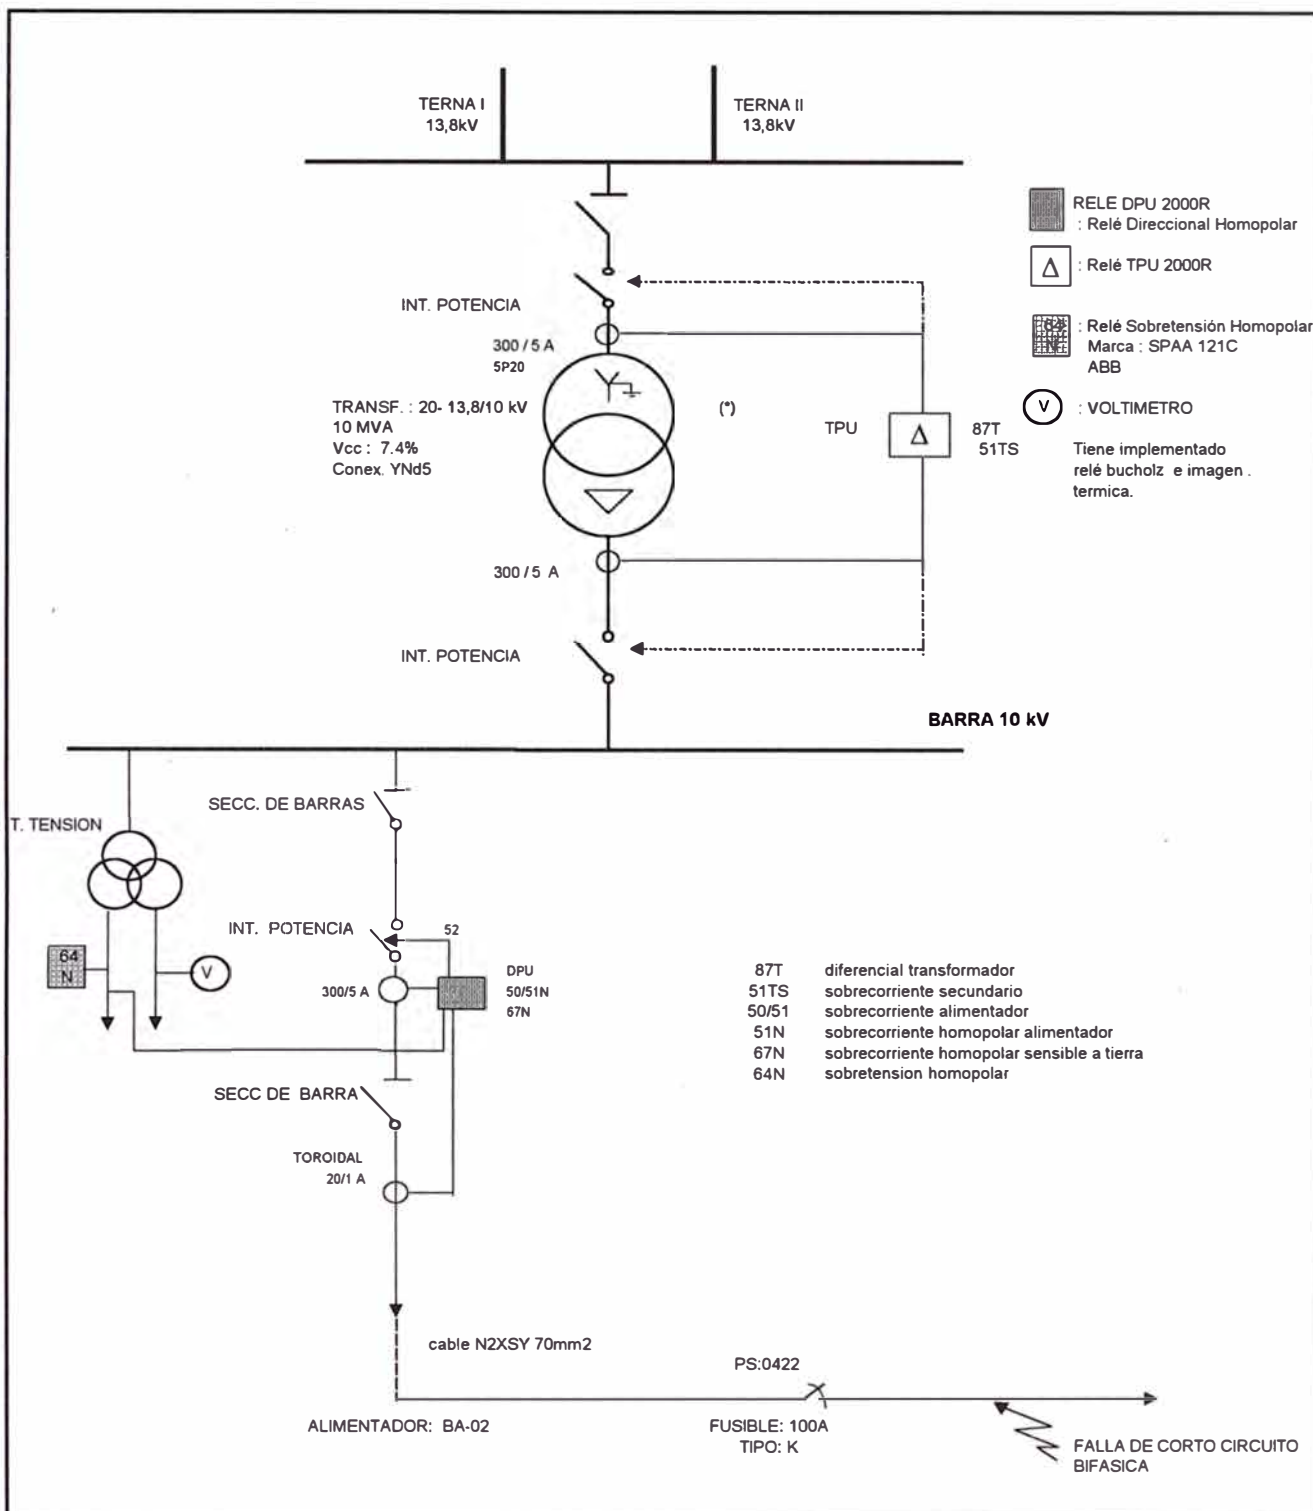 TERNA I
13,8kV
TERNA II
13,8kV
RELE DPU 2000R
: Relé Direccional Homopolar
Δ : Relé TPU 2000R
64
N
: Relé Sobretensión Homopolar
Marca : SPAA 121C
ABB
V : VOLTIMETRO
Tiene implementado
relé bucholz e imagen .
termica.
INT. POTENCIA
300 / 5 A
5P20
TRANSF. : 20- 13,8/10 kV
10 MVA
Vcc : 7.4%
Conex. YNd5
(*)
TPU
Δ
87T
51TS
300 / 5 A
INT. POTENCIA
BARRA 10 kV
SECC. DE BARRAS
T. TENSION
INT. POTENCIA
52
64
N
V
300/5 A
DPU
50/51N
67N
87T diferencial transformador
51TS sobrecorriente secundario
50/51 sobrecorriente alimentador
51N sobrecorriente homopolar alimentador
67N sobrecorriente homopolar sensible a tierra
64N sobretension homopolar
SECC DE BARRA
TOROIDAL
20/1 A
cable N2XSY 70mm2
PS:0422
ALIMENTADOR: BA-02
FUSIBLE: 100A
TIPO: K
FALLA DE CORTO CIRCUITO
BIFASICA